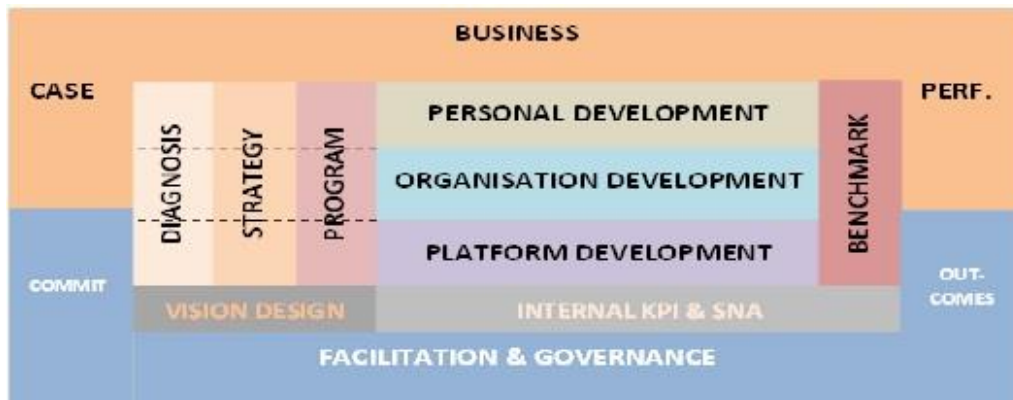 BUSINESS
CASE
PERF.
DIAGNOSIS
STRATEGY
PROGRAM
PERSONAL DEVELOPMENT
ORGANISATION DEVELOPMENT
PLATFORM DEVELOPMENT
BENCHMARK
COMMIT
OUT-
COMES
VISION DESIGN
INTERNAL KPI & SNA
FACILITATION & GOVERNANCE